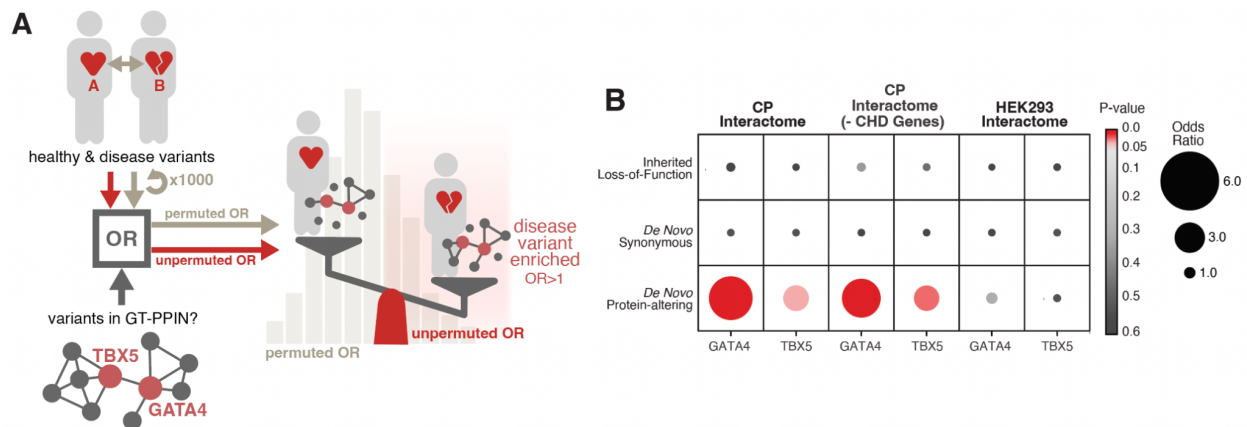 A
A
B
healthy & disease variants
x1000
permuted OR
OR
unpermuted OR
variants in GT-PPIN?
TBX5
GATA4
disease
variant
enriched
OR>1
unpermuted OR
permuted OR
B
CP
Interactome
CP
Interactome
(- CHD Genes)
HEK293
Interactome
P-value
0.0
0.05
0.1
0.2
0.3
0.4
0.5
0.6
Odds
Ratio
6.0
3.0
1.0
Inherited
Loss-of-Function
De Novo
Synonymous
De Novo
Protein-altering
GATA4
TBX5
GATA4
TBX5
GATA4
TBX5